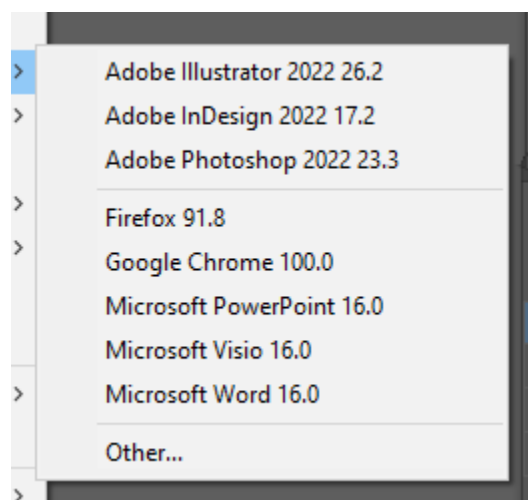 Adobe Illustrator 2022 26.2
Adobe InDesign 2022 17.2
Adobe Photoshop 2022 23.3
Firefox 91.8
Google Chrome 100.0
Microsoft PowerPoint 16.0
Microsoft Visio 16.0
Microsoft Word 16.0
Other...